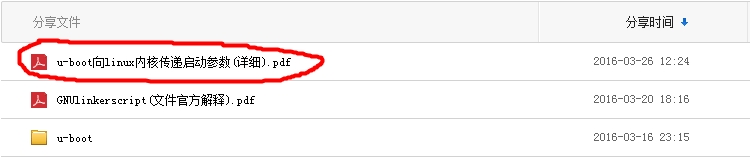 分享文件 分享时间
u-boot向linux内核传递启动参数(详细).pdf 2016-03-26 12:24
GNUlinkerscript(文件官方解释).pdf 2016-03-20 18:16
u-boot 2016-03-16 23:15